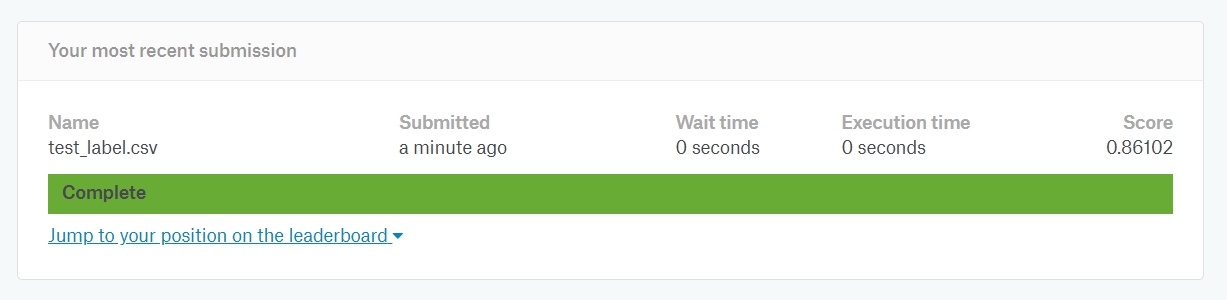 Your most recent submission
Name Submitted Wait time Execution time Score
test_label.csv a minute ago 0 seconds 0 seconds 0.86102
Complete
Jump to your position on the leaderboard